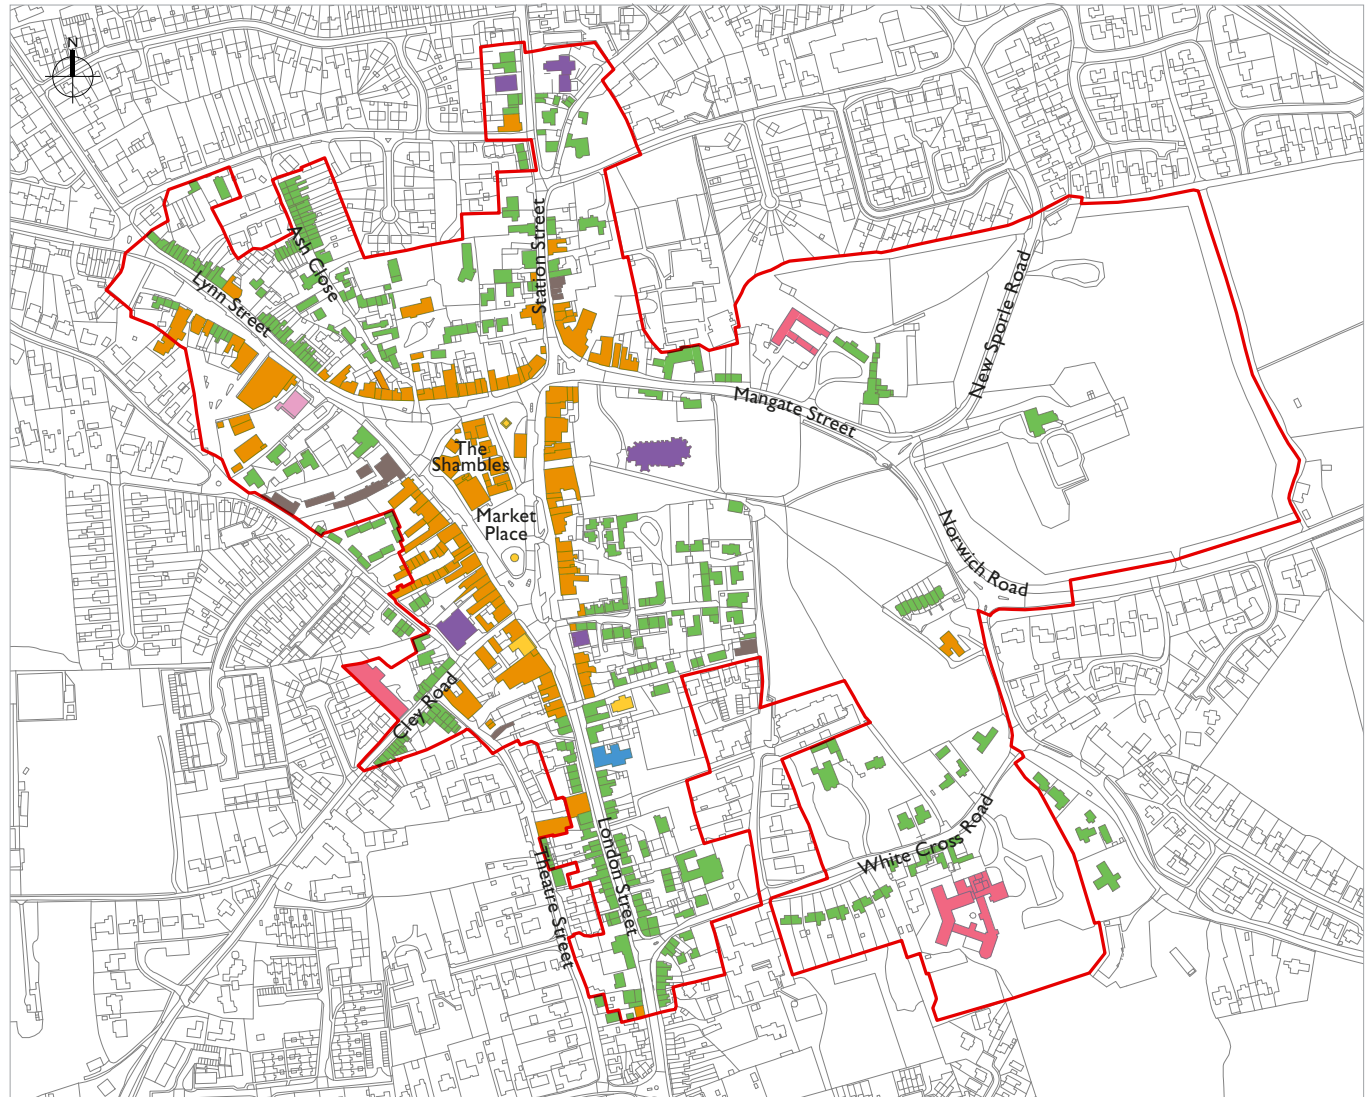 N
Station Street
Ash Close
Lynn Street
New Sporle Road
Mangate Street
The
Shambles
Market
Place
Norwich Road
Cley Road
White Cross Road
London Street
Theatre Street